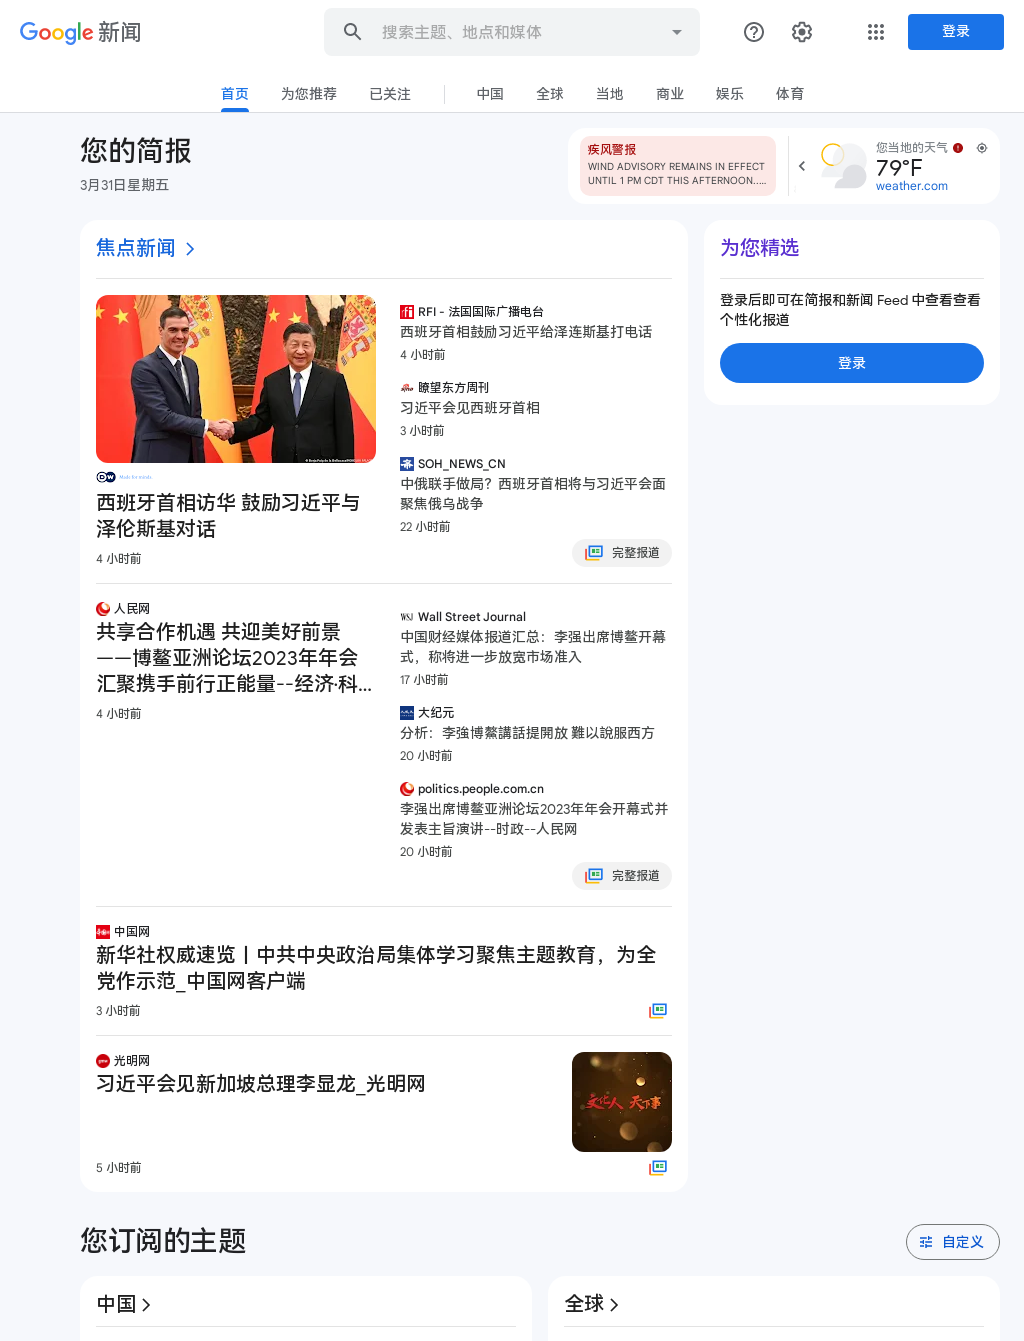 Google 新闻
搜索主题、地点和媒体
登录
首页
为您推荐
已关注
中国
全球
当地
商业
娱乐
体育
您的简报
3月31日星期五
疾风警报
WIND ADVISORY REMAINS IN EFFECT
UNTIL 1 PM CDT THIS AFTERNOON.…
您当地的天气
79°F
weather.com
焦点新闻
西班牙首相访华 鼓励习近平与
泽伦斯基对话
4 小时前
RFI - 法国国际广播电台
西班牙首相鼓励习近平给泽连斯基打电话
4 小时前
瞭望东方周刊
习近平会见西班牙首相
3 小时前
SOH_NEWS_CN
中俄联手做局？西班牙首相将与习近平会面
聚焦俄乌战争
22 小时前
完整报道
人民网
共享合作机遇 共迎美好前景
——博鳌亚洲论坛2023年年会
汇聚携手前行正能量--经济·科...
4 小时前
WSJ Wall Street Journal
中国财经媒体报道汇总：李强出席博鳌开幕
式，称将进一步放宽市场准入
17 小时前
大纪元
分析：李強博鰲講話提開放 難以說服西方
20 小时前
politics.people.com.cn
李强出席博鳌亚洲论坛2023年年会开幕式并
发表主旨演讲--时政--人民网
20 小时前
完整报道
中国网
新华社权威速览丨中共中央政治局集体学习聚焦主题教育，为全
党作示范_中国网客户端
3 小时前
光明网
习近平会见新加坡总理李显龙_光明网
文化人 天下事
5 小时前
为您精选
登录后即可在简报和新闻 Feed 中查看查看
个性化报道
登录
您订阅的主题
自定义
中国
全球